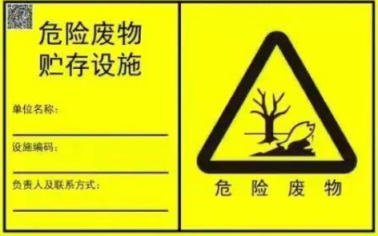 危险废物
贮存设施
单位名称：
设施编码：
负责人及联系方式：
危险废物